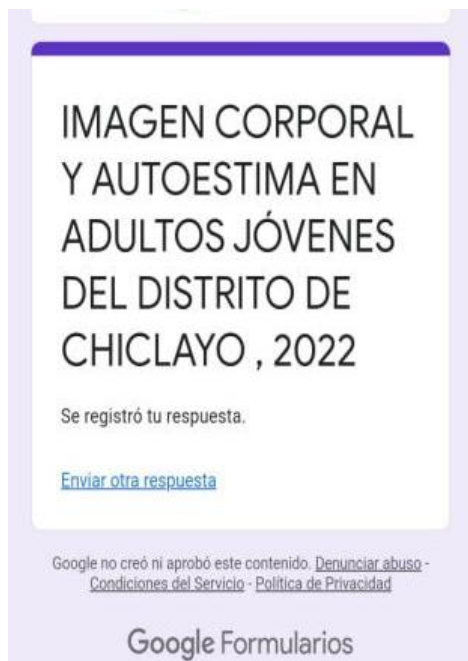 IMAGEN CORPORAL
Y AUTOESTIMA EN
ADULTOS JÓVENES
DEL DISTRITO DE
CHICLAYO , 2022
Se registró tu respuesta.
Enviar otra respuesta
Google no creó ni aprobó este contenido. Denunciar abuso -
Condiciones del Servicio - Política de Privacidad
Google Formularios